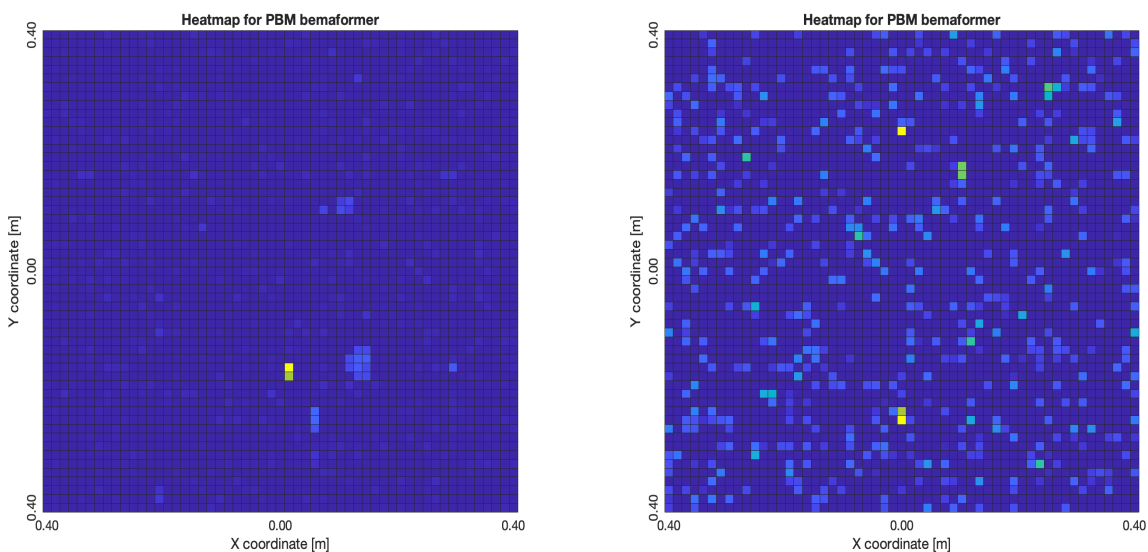 Heatmap for PBM bemaformer
0.40
Y coordinate [m]
0.00
0.40
0.40 0.00 0.40
X coordinate [m]
Heatmap for PBM bemaformer
0.40
Y coordinate [m]
0.00
0.40
0.40 0.00 0.40
X coordinate [m]